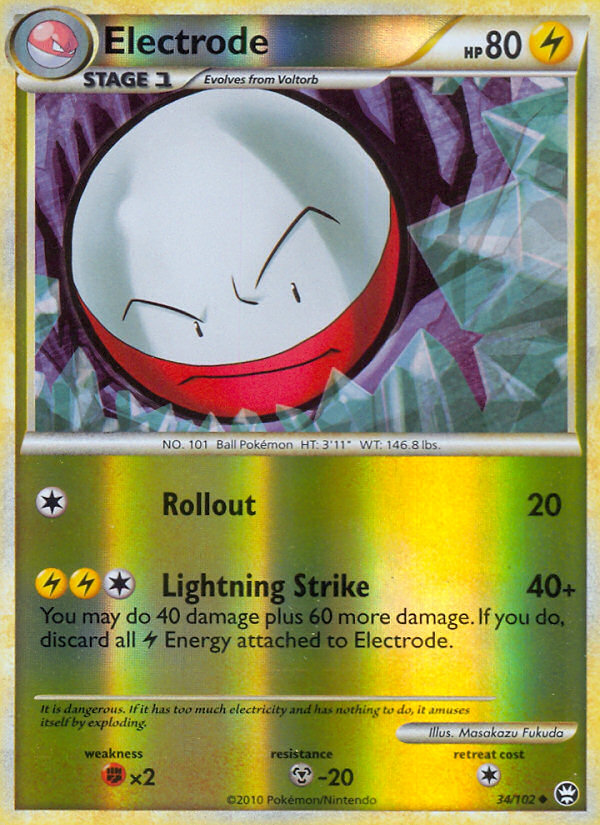 Electrode
HP 80
STAGE 1
Evolves from Voltorb
NO. 101 Ball Pokémon HT: 3'11" WT: 146.8 lbs.
Rollout 20
Lightning Strike 40+
You may do 40 damage plus 60 more damage. If you do,
discard all Energy attached to Electrode.
It is dangerous. If it has too much electricity and has nothing to do, it amuses
itself by exploding.
Illus. Masakazu Fukuda
weakness resistance retreat cost
×2 -20
©2010 Pokémon/Nintendo 34/102